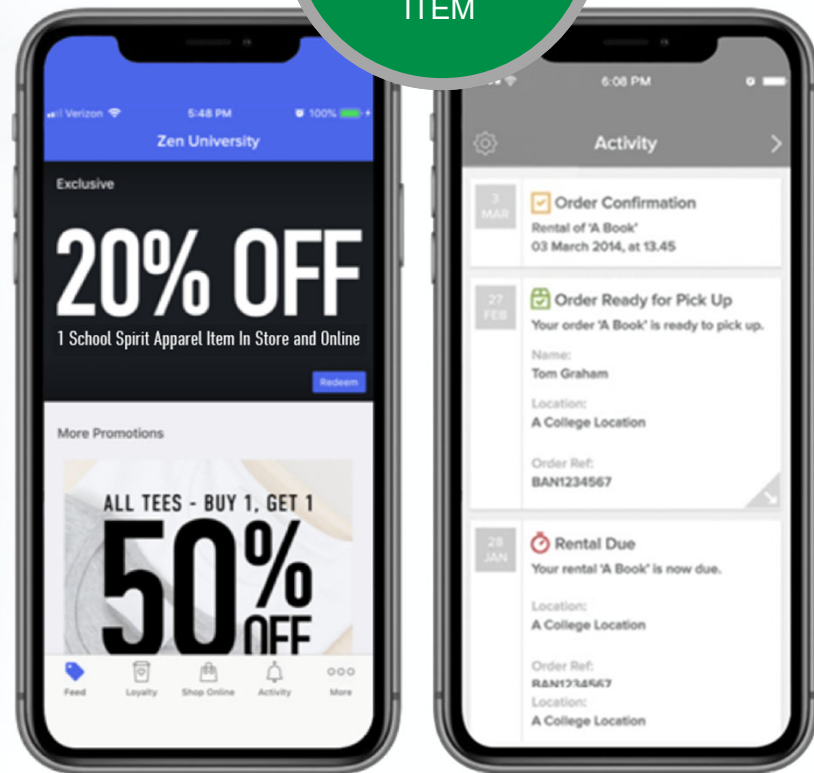 ITEM
Verizon 5:48 PM 100%
Zen University
Exclusive
20% OFF
1 School Spirit Apparel Item In Store and Online
Redeem
More Promotions
ALL TEES - BUY 1, GET 1
50%
OFF
Feed Loyalty Shop Online Activity More
6:08 PM
Activity
3
MAR
Order Confirmation
Rental of 'A Book'
03 March 2014, at 13.45
27
FEB
Order Ready for Pick Up
Your order 'A Book' is ready to pick up.
Name:
Tom Graham
Location:
A College Location
Order Ref:
BAN1234567
28
JAN
Rental Due
Your rental 'A Book' is now due.
Location:
A College Location
Order Ref:
BAN1234567
Location:
A College Location